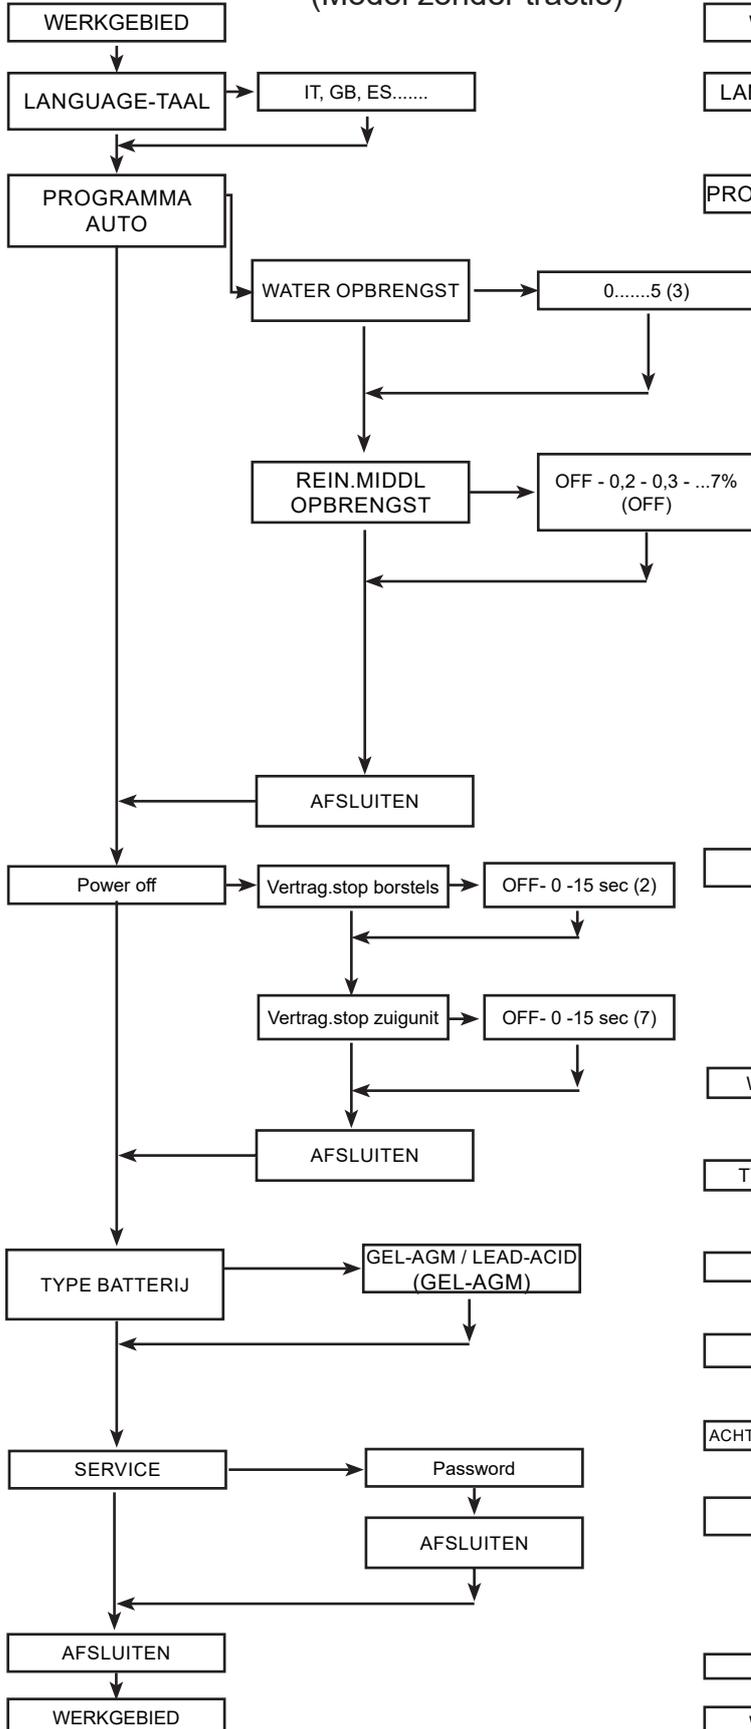 (Model zonder tractie)
WERKGEBIED
LANGUAGE-TAAL
IT, GB, ES.......
PROGRAMMA
AUTO
WATER OPBRENGST
0.......5 (3)
REIN.MIDDL
OPBRENGST
OFF - 0,2 - 0,3 - ...7%
(OFF)
AFSLUITEN
Power off
Vertrag.stop borstels
OFF- 0 -15 sec (2)
Vertrag.stop zuigunit
OFF- 0 -15 sec (7)
AFSLUITEN
TYPE BATTERIJ
GEL-AGM / LEAD-ACID
(GEL-AGM)
SERVICE
Password
AFSLUITEN
AFSLUITEN
WERKGEBIED
LAN
PRO
T
ACHT